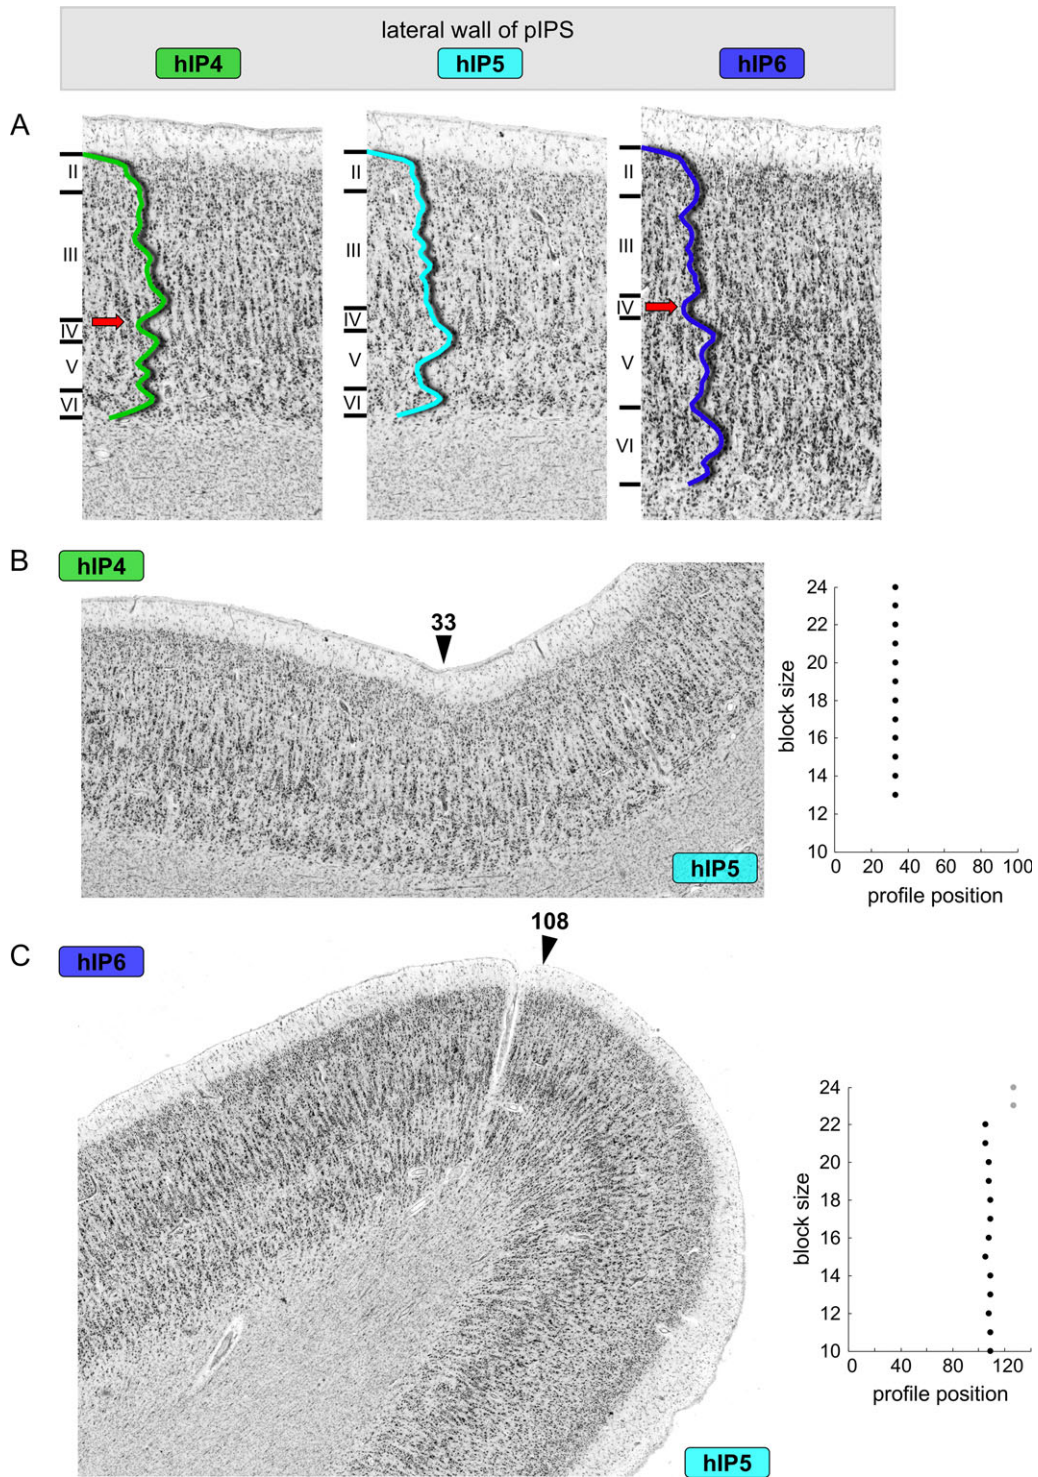 lateral wall of pIPS
hIP4 hIP5 hIP6
A
II
III
IV
V
VI
II
III
IV
V
VI
II
III
IV
V
VI
B
hIP4
33
hIP5
24
22
20
18
16
14
12
10
block size
0 20 40 60 80 100
profile position
C
hIP6
108
hIP5
24
22
20
18
16
14
12
10
block size
0 40 80 120
profile position